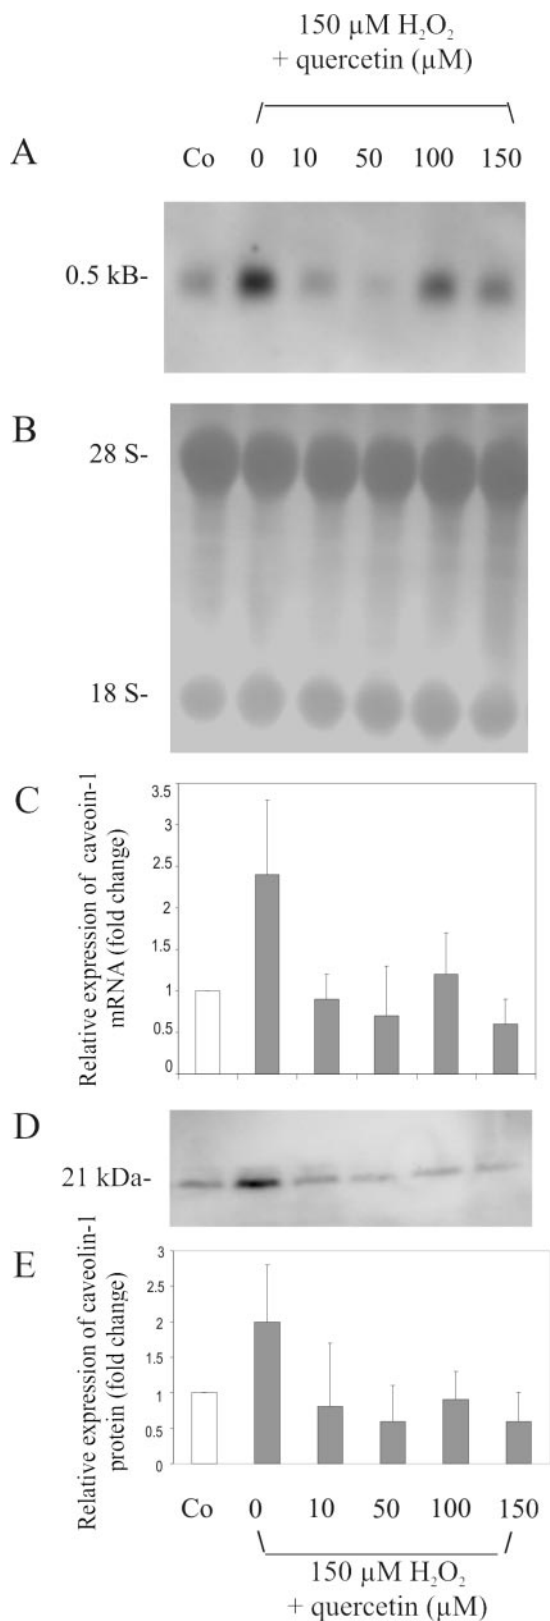 150 µM H₂O₂
+ quercetin (µM)
A
Co 0 10 50 100 150
0.5 kB-
B
28 S-
18 S-
C
Relative expression of caveoin-1
mRNA (fold change)
3.5
3
2.5
2
1.5
1
0.5
0
D
21 kDa-
E
Relative expression of caveolin-1
protein (fold change)
3
2.5
2
1.5
1
0.5
0
Co 0 10 50 100 150
150 µM H₂O₂
+ quercetin (µM)